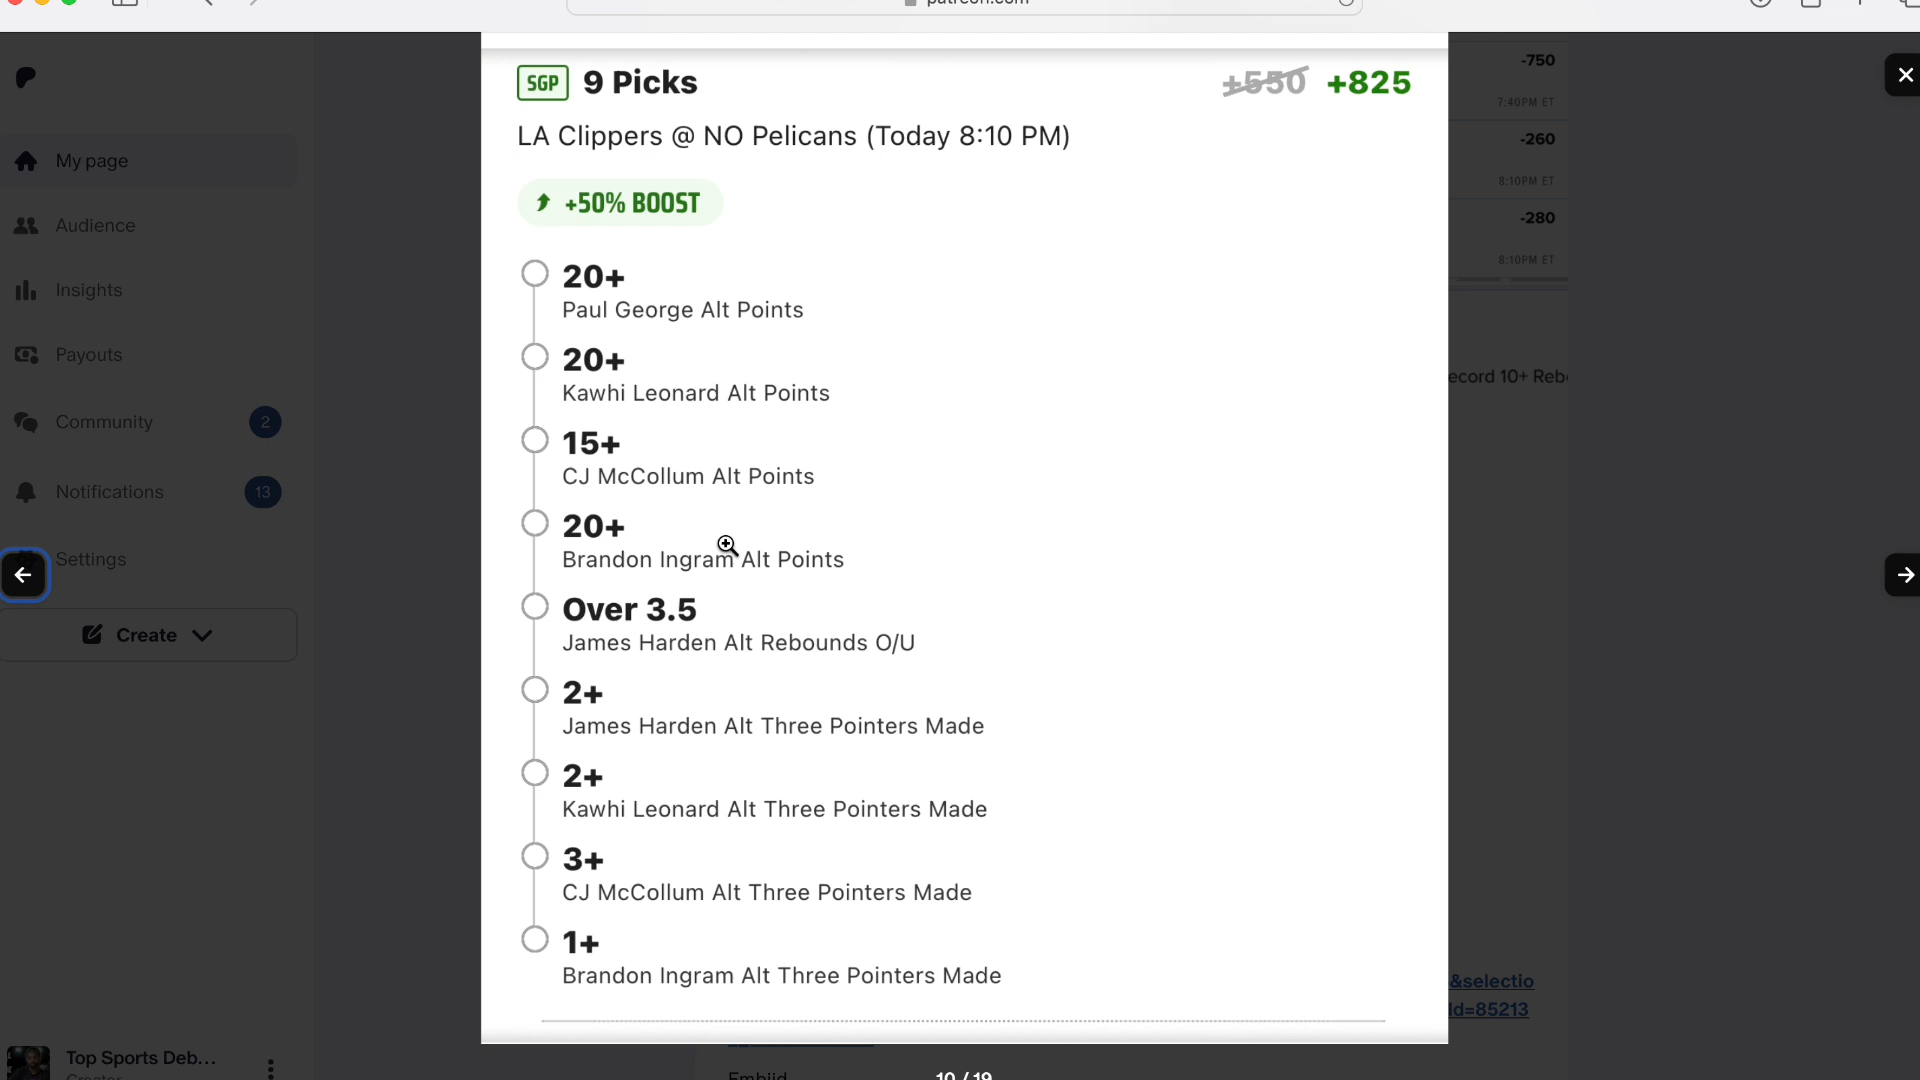 SGP 9 Picks +550 +825
LA Clippers @ NO Pelicans (Today 8:10 PM)
+50% BOOST
20+
Paul George Alt Points
20+
Kawhi Leonard Alt Points
15+
CJ McCollum Alt Points
20+
Brandon Ingram Alt Points
Over 3.5
James Harden Alt Rebounds O/U
2+
James Harden Alt Three Pointers Made
2+
Kawhi Leonard Alt Three Pointers Made
3+
CJ McCollum Alt Three Pointers Made
1+
Brandon Ingram Alt Three Pointers Made
My page
Audience
Insights
Payouts
Community 2
Notifications 13
Settings
Create
Top Sports Deb...
-750
7:40PM ET
-260
8:10PM ET
-280
8:10PM ET
ecord 10+ Reb
&selectio
Id=85213
Embiid
10 / 19